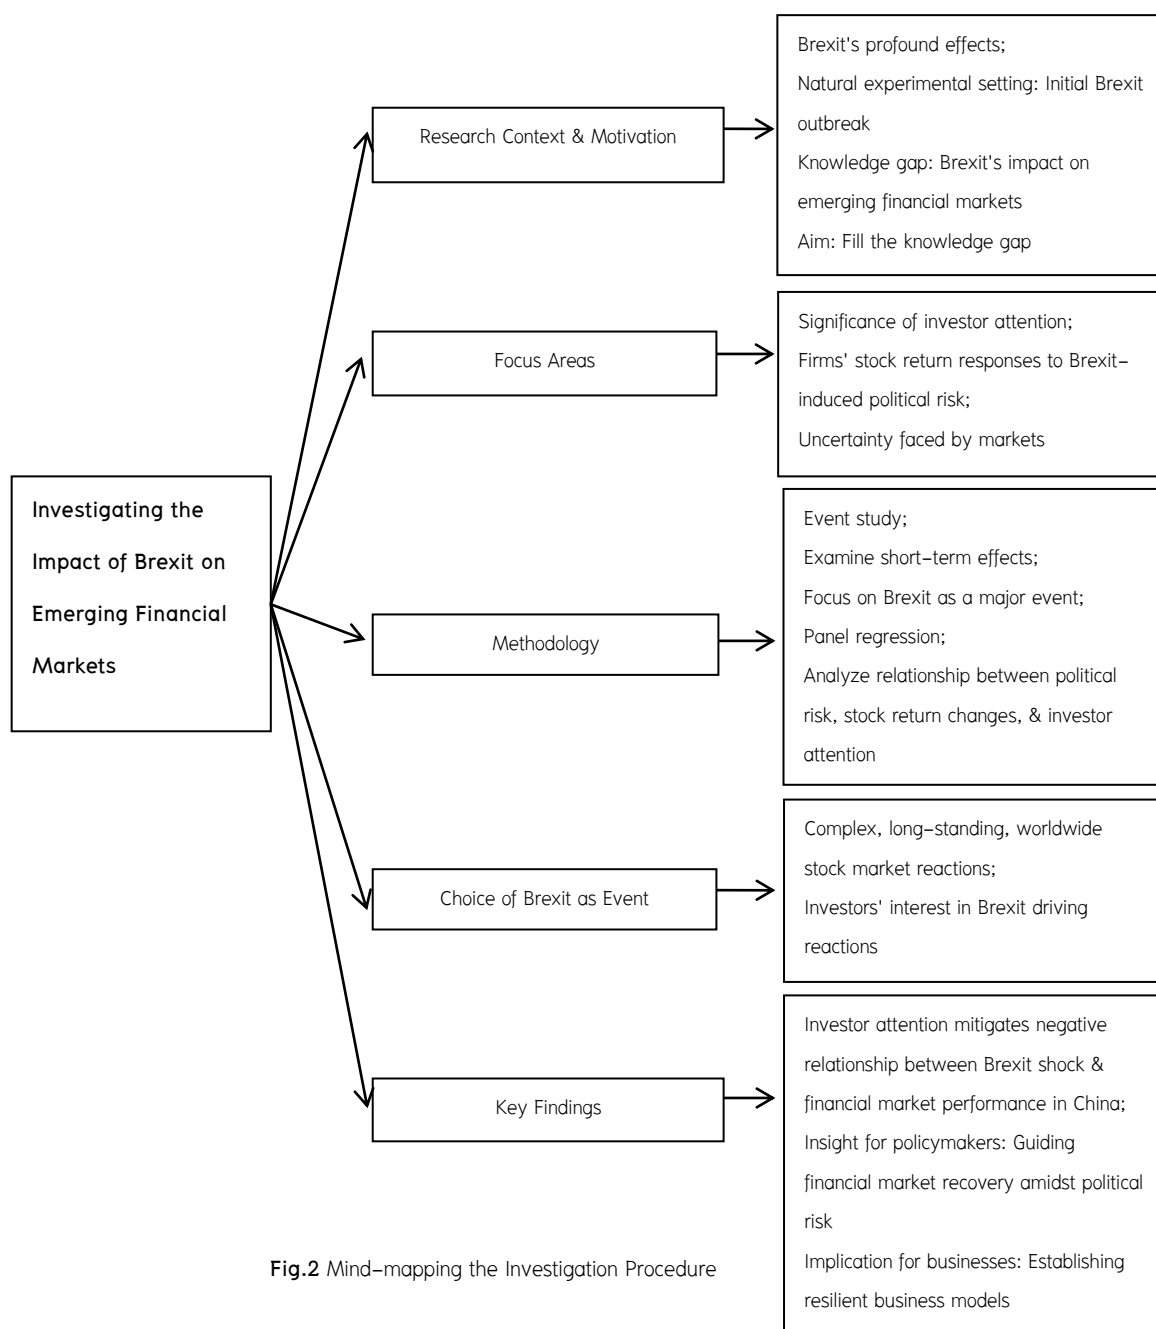 Investigating the
Impact of Brexit on
Emerging Financial
Markets
Research Context & Motivation
Brexit's profound effects;
Natural experimental setting: Initial Brexit
outbreak
Knowledge gap: Brexit's impact on
emerging financial markets
Aim: Fill the knowledge gap
Focus Areas
Significance of investor attention;
Firms' stock return responses to Brexit-
induced political risk;
Uncertainty faced by markets
Methodology
Event study;
Examine short-term effects;
Focus on Brexit as a major event;
Panel regression;
Analyze relationship between political
risk, stock return changes, & investor
attention
Choice of Brexit as Event
Complex, long-standing, worldwide
stock market reactions;
Investors' interest in Brexit driving
reactions
Key Findings
Investor attention mitigates negative
relationship between Brexit shock &
financial market performance in China;
Insight for policymakers: Guiding
financial market recovery amidst political
risk
Implication for businesses: Establishing
resilient business models
Fig.2 Mind-mapping the Investigation Procedure